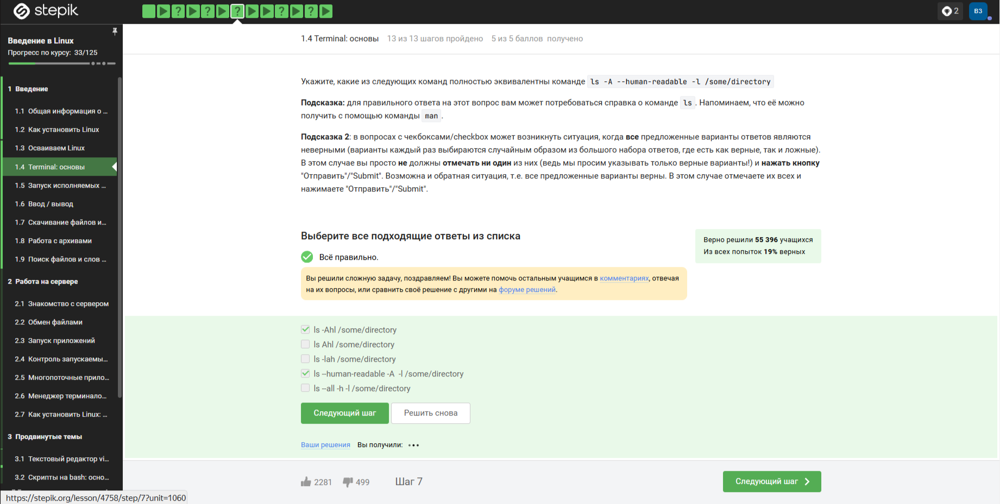 stepik
2
ВЗ
Введение в Linux
Прогресс по курсу: 33/125
1 Введение
1.1 Общая информация о ...
1.2 Как установить Linux
1.3 Осваиваем Linux
1.4 Terminal: основы
1.5 Запуск исполняемых ...
1.6 Ввод / вывод
1.7 Скачивание файлов и...
1.8 Работа с архивами
1.9 Поиск файлов и слов ...
2 Работа на сервере
2.1 Знакомство с сервером
2.2 Обмен файлами
2.3 Запуск приложений
2.4 Контроль запускаемы...
2.5 Многопоточные прило...
2.6 Менеджер терминало...
2.7 Как установить Linux: ...
3 Продвинутые темы
3.1 Текстовый редактор vi...
3.2 Скрипты на bash: осно...
https://stepik.org/lesson/4758/step/7?unit=1060
1.4 Terminal: основы 13 из 13 шагов пройдено 5 из 5 баллов получено
Укажите, какие из следующих команд полностью эквивалентны команде ls -A --human-readable -l /some/directory
Подсказка: для правильного ответа на этот вопрос вам может потребоваться справка о команде ls . Напоминаем, что её можно
получить с помощью команды man .
Подсказка 2: в вопросах с чекбоксами/checkbox может возникнуть ситуация, когда все предложенные варианты ответов являются
неверными (варианты каждый раз выбираются случайным образом из большого набора ответов, где есть как верные, так и ложные).
В этом случае вы просто не должны отмечать ни один из них (ведь мы просим указывать только верные варианты!) и нажать кнопку
"Отправить"/"Submit". Возможна и обратная ситуация, т.е. все предложенные варианты верны. В этом случае отмечаете их всех и
нажимаете "Отправить"/"Submit".
Выберите все подходящие ответы из списка
Верно решили 55 396 учащихся
Из всех попыток 19% верных
Всё правильно.
Вы решили сложную задачу, поздравляем! Вы можете помочь остальным учащимся в комментариях, отвечая
на их вопросы, или сравнить своё решение с другими на форуме решений.
ls -Ahl /some/directory
ls Ahl /some/directory
ls -lah /some/directory
ls --human-readable -A -l /some/directory
ls --all -h -l /some/directory
Следующий шаг Решить снова
Ваши решения Вы получили: •••
2281 499 Шаг 7 Следующий шаг